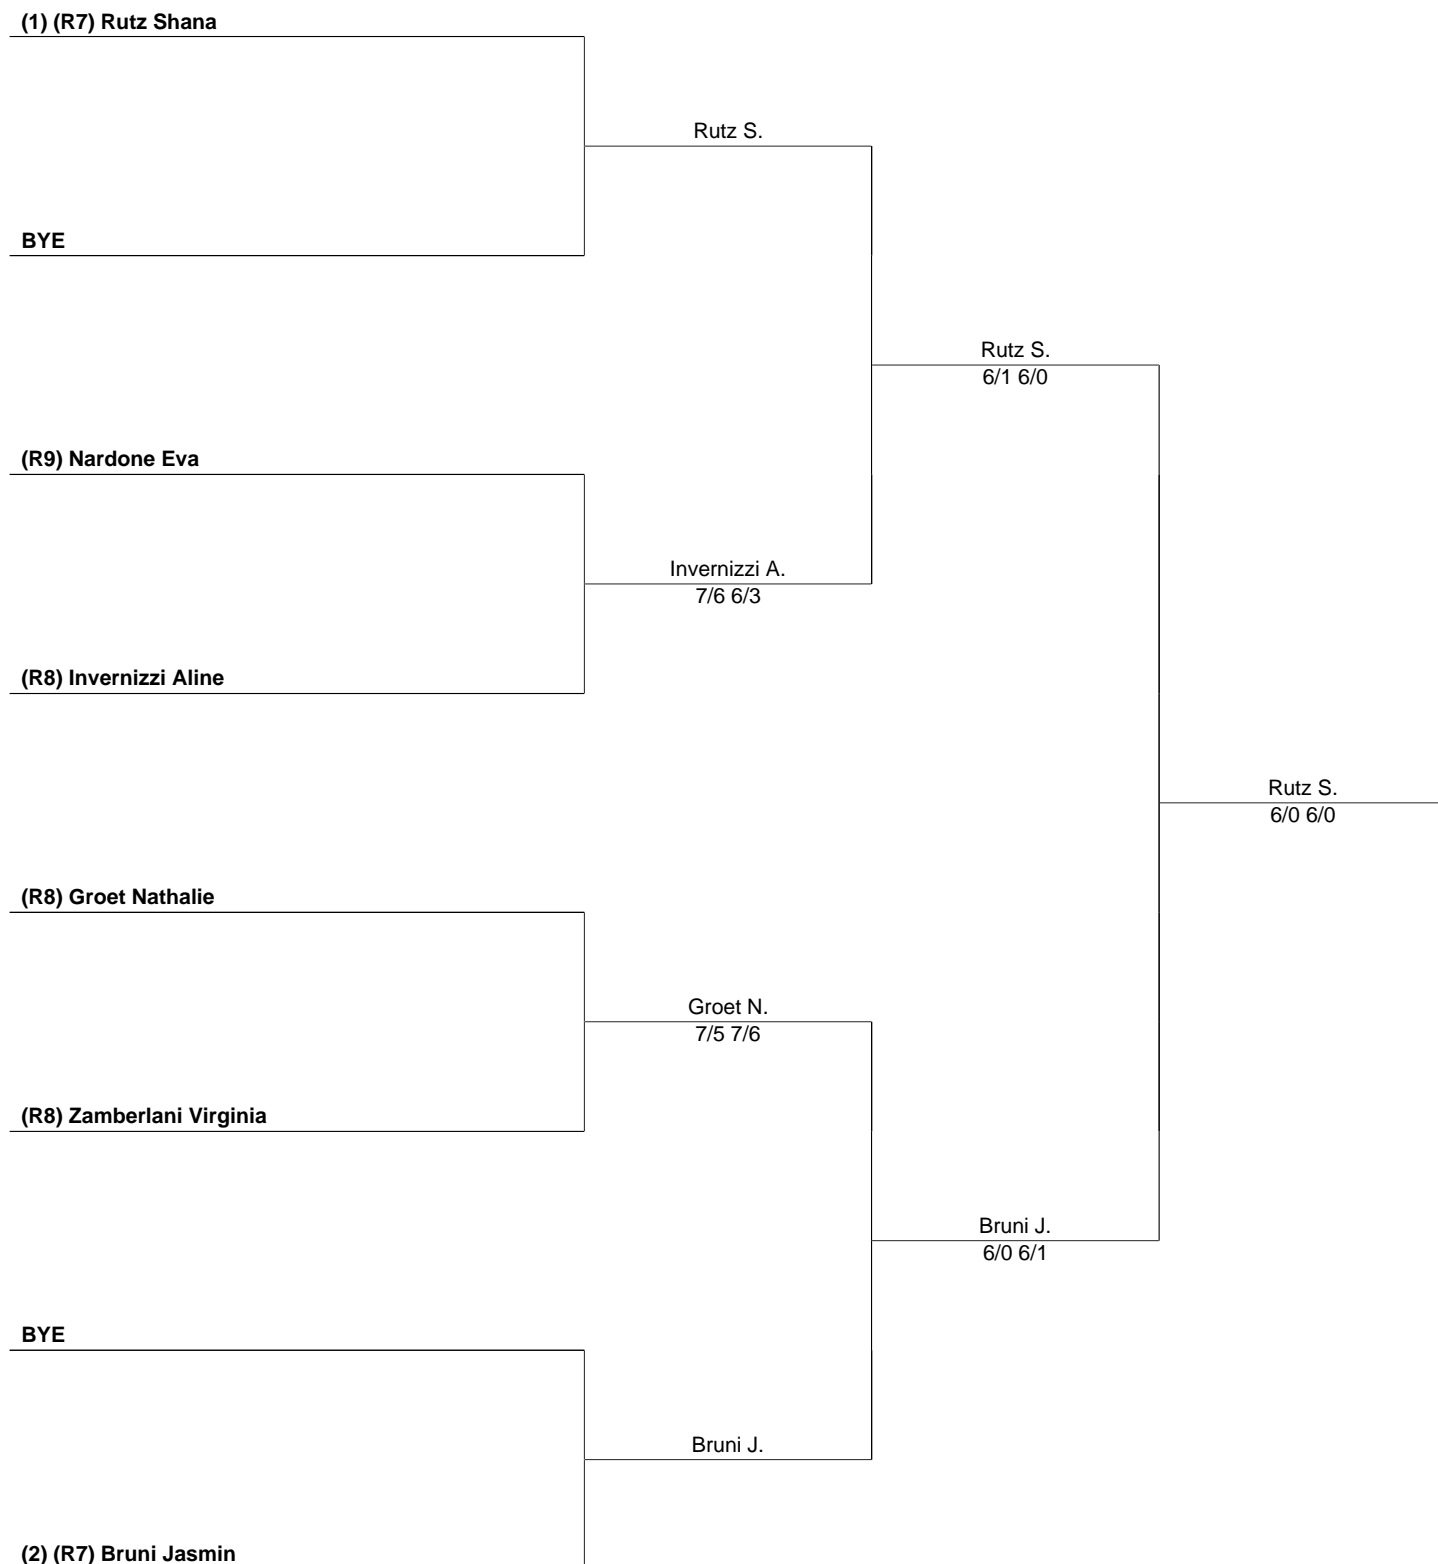 (1) (R7) Rutz Shana
Rutz S.
BYE
Rutz S.
6/1 6/0
(R9) Nardone Eva
Invernizzi A.
7/6 6/3
(R8) Invernizzi Aline
Rutz S.
6/0 6/0
(R8) Groet Nathalie
Groet N.
7/5 7/6
(R8) Zamberlani Virginia
Bruni J.
6/0 6/1
BYE
Bruni J.
(2) (R7) Bruni Jasmin